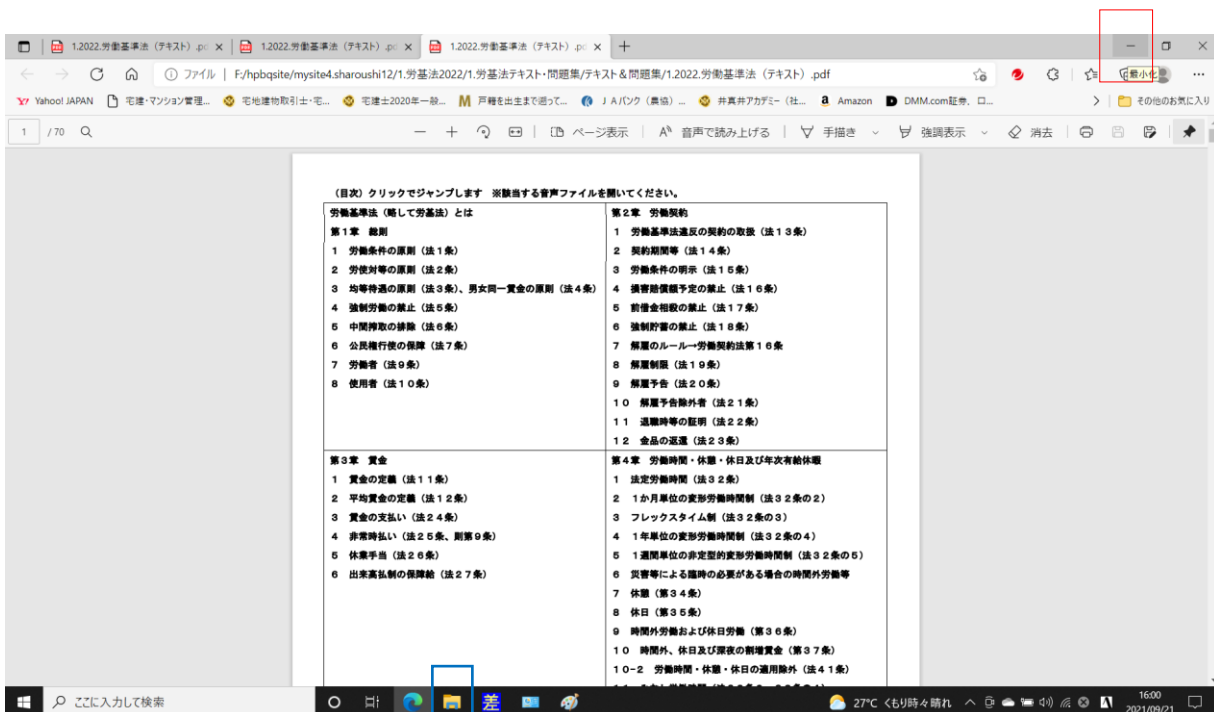 1.2022.労働基準法（テキスト）.pd
1.2022.労働基準法（テキスト）.pd
1.2022.労働基準法（テキスト）.pc
ファイル | F:/hpbqsite/mysite4.sharoushi12/1.労基法2022/1.労基法テキスト・問題集/テキスト＆問題集/1.2022.労働基準法（テキスト）.pdf
最小化
Yahoo! JAPAN
宅建・マンション管理...
宅地建物取引士・宅...
宅建士2020年一般...
戸籍を出生まで遡って...
ＪＡバンク（農協）...
井真井アカデミー（社...
Amazon
DMM.com証券、ロ...
その他のお気に入り
1 / 70
ページ表示
音声で読み上げる
手描き
強調表示
消去
（目次）クリックでジャンプします　※該当する音声ファイルを開いてください。
労働基準法（略して労基法）とは
第１章　総則
１　労働条件の原則（法１条）
２　労使対等の原則（法２条）
３　均等待遇の原則（法３条）、男女同一賃金の原則（法４条）
４　強制労働の禁止（法５条）
５　中間搾取の排除（法６条）
６　公民権行使の保障（法７条）
７　労働者（法９条）
８　使用者（法１０条）
第２章　労働契約
１　労働基準法違反の契約の取扱（法１３条）
２　契約期間等（法１４条）
３　労働条件の明示（法１５条）
４　損害賠償額予定の禁止（法１６条）
５　前借金相殺の禁止（法１７条）
６　強制貯蓄の禁止（法１８条）
７　解雇のルール→労働契約法第１６条
８　解雇制限（法１９条）
９　解雇予告（法２０条）
１０　解雇予告除外者（法２１条）
１１　退職時等の証明（法２２条）
１２　金品の返還（法２３条）
第３章　賃金
１　賃金の定義（法１１条）
２　平均賃金の定義（法１２条）
３　賃金の支払い（法２４条）
４　非常時払い（法２５条、則第９条）
５　休業手当（法２６条）
６　出来高払制の保障給（法２７条）
第４章　労働時間・休憩・休日及び年次有給休暇
１　法定労働時間（法３２条）
２　１か月単位の変形労働時間制（法３２条の２）
３　フレックスタイム制（法３２条の３）
４　１年単位の変形労働時間制（法３２条の４）
５　１週間単位の非定型的変形労働時間制（法３２条の５）
６　災害等による臨時の必要がある場合の時間外労働等
７　休憩（第３４条）
８　休日（第３５条）
９　時間外労働および休日労働（第３６条）
１０　時間外、休日及び深夜の割増賃金（第３７条）
１０-２　労働時間・休憩・休日の適用除外（法４１条）
ここに入力して検索
差
27°C くもり時々晴れ
16:00
2021/09/21